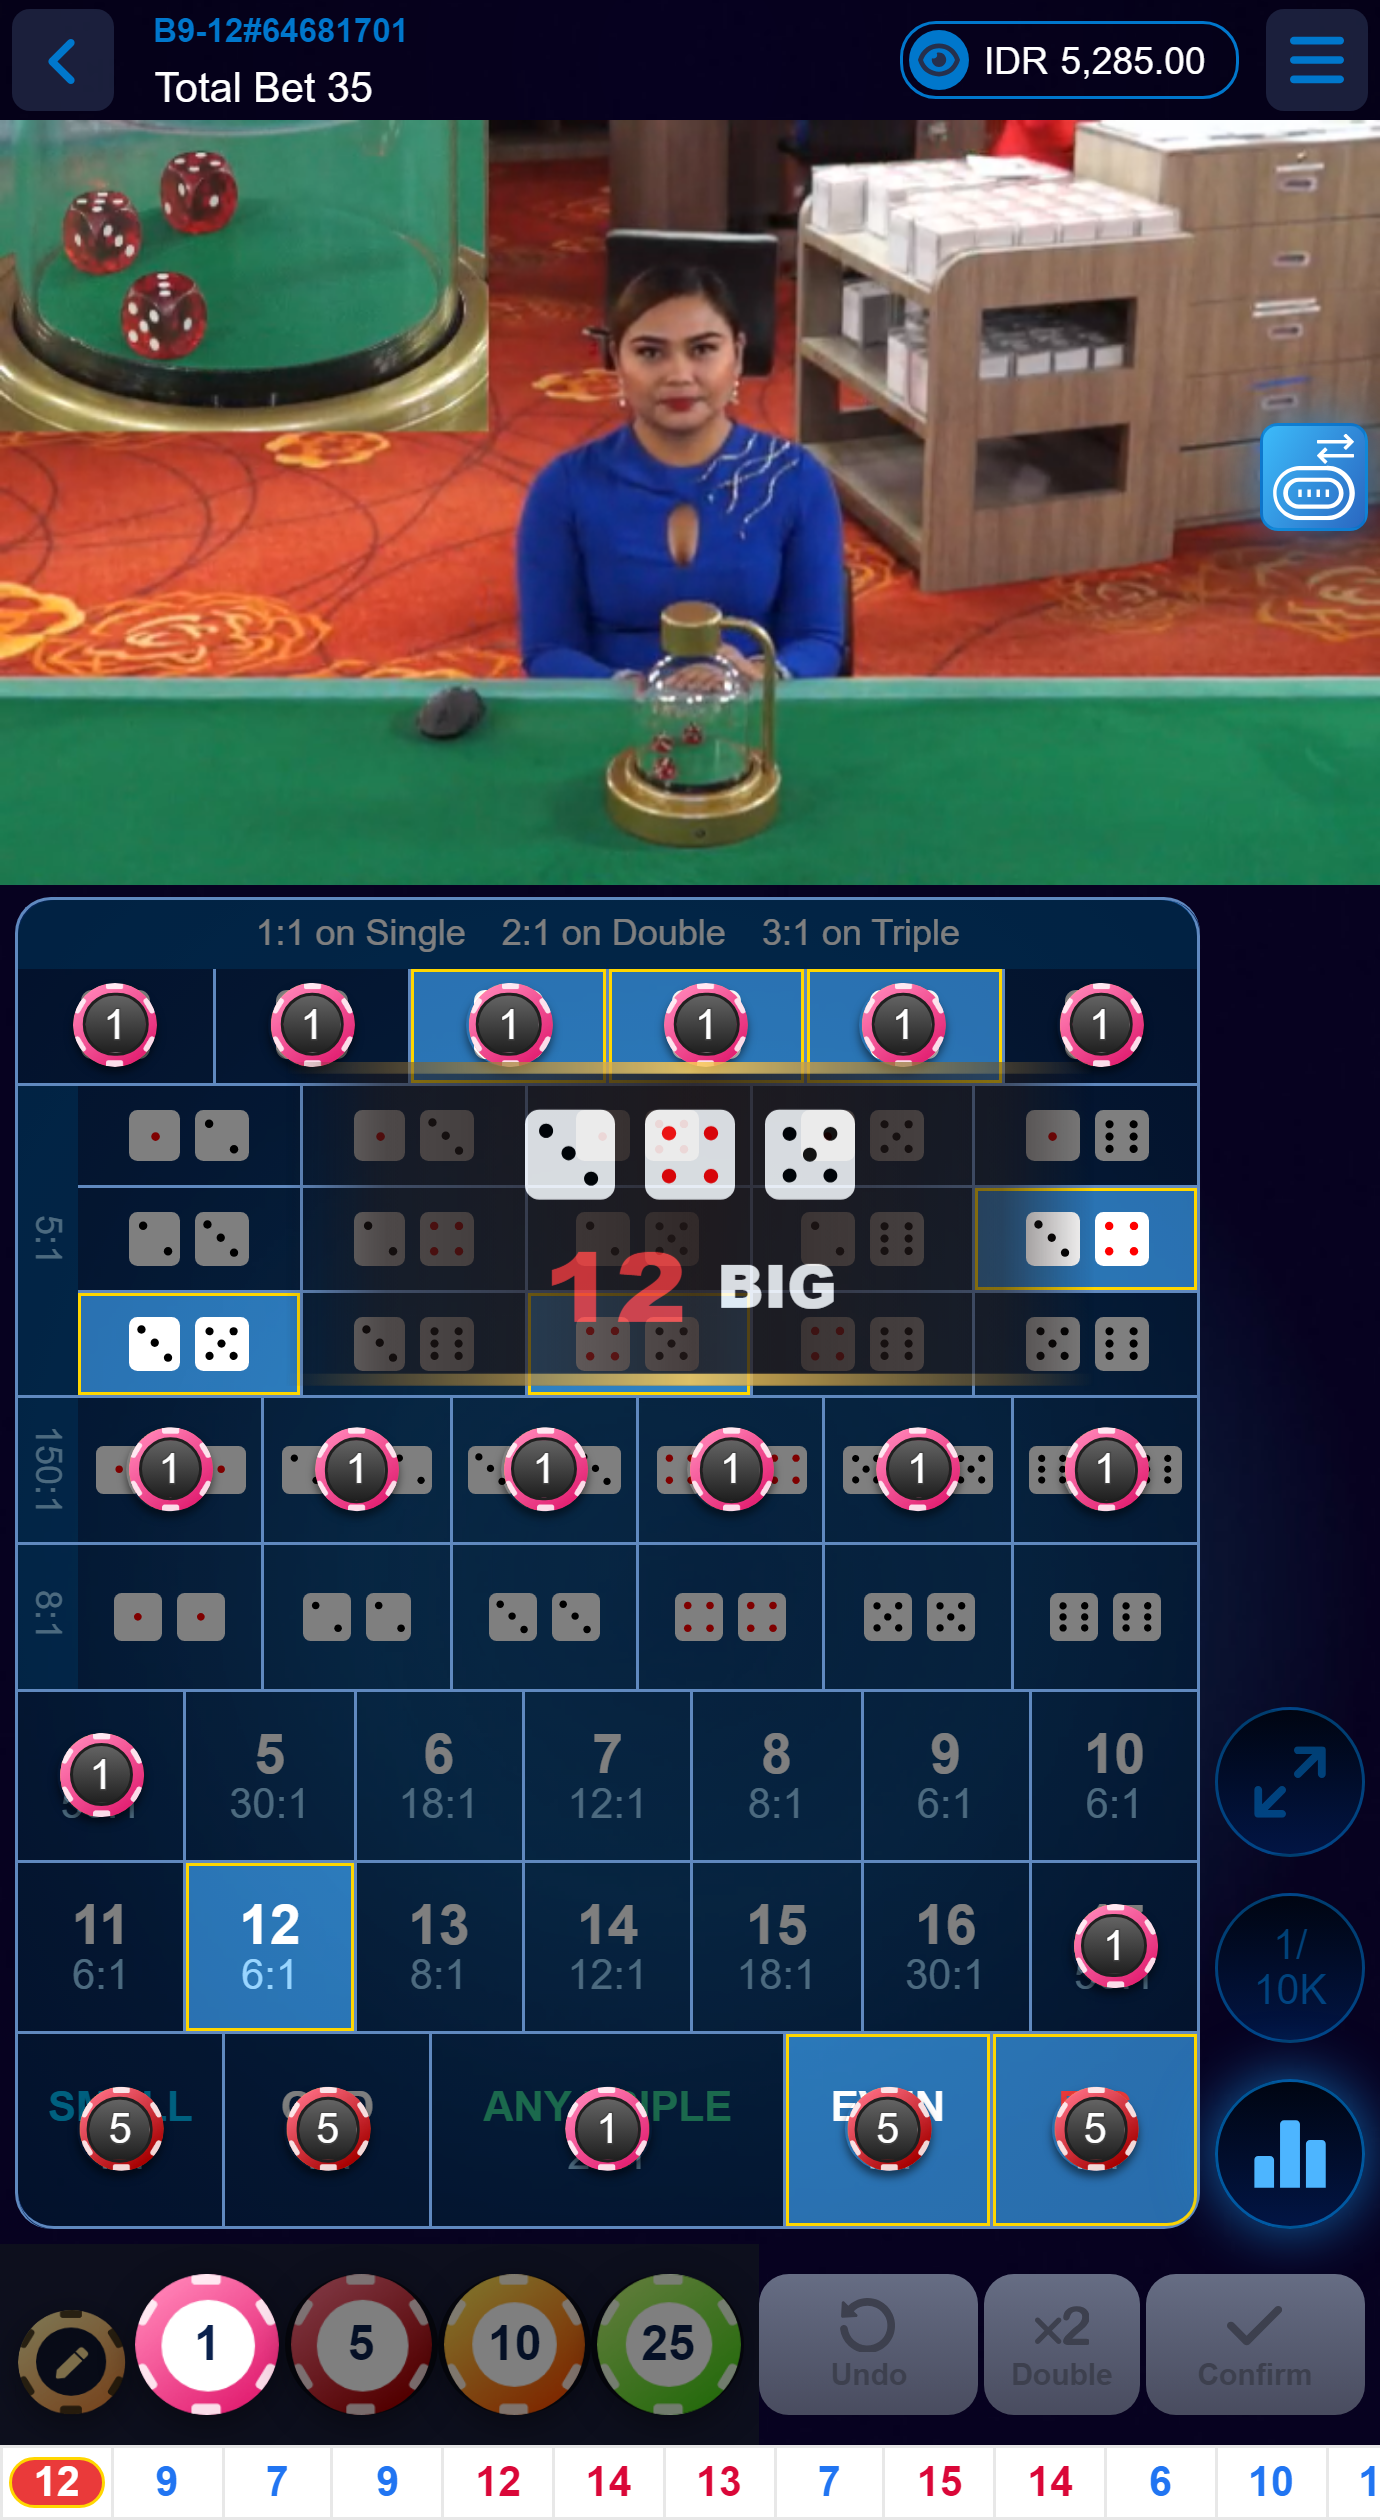 B9-12#64681701
Total Bet 35
IDR 5,285.00
1:1 on Single 2:1 on Double 3:1 on Triple
1 1 1 1 1 1
5:1
12 BIG
150:1
1 1 1 1 1 1
8:1
1 5 6 7 8 9 10
30:1 18:1 12:1 8:1 6:1 6:1
11 12 13 14 15 16 1
6:1 6:1 8:1 12:1 18:1 30:1
1/
10K
5 5 1 5 5
1 5 10 25
x2
Undo Double Confirm
12 9 7 9 12 14 13 7 15 14 6 10